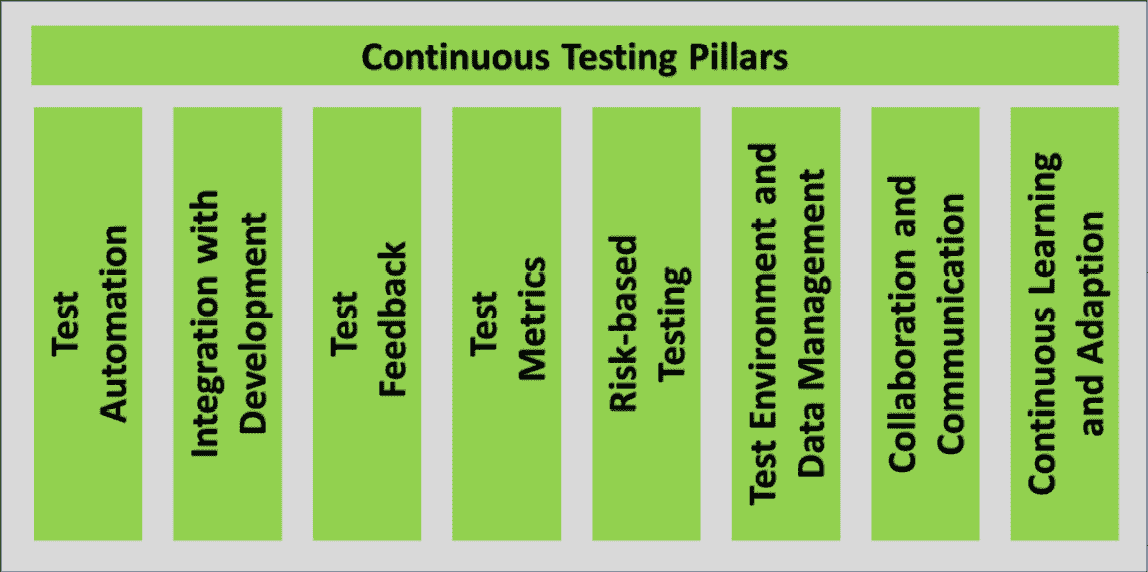 Continuous Testing Pillars
Test
Automation
Integration with
Development
Test
Feedback
Test
Metrics
Risk-based
Testing
Test Environment and
Data Management
Collaboration and
Communication
Continuous Learning
and Adaption